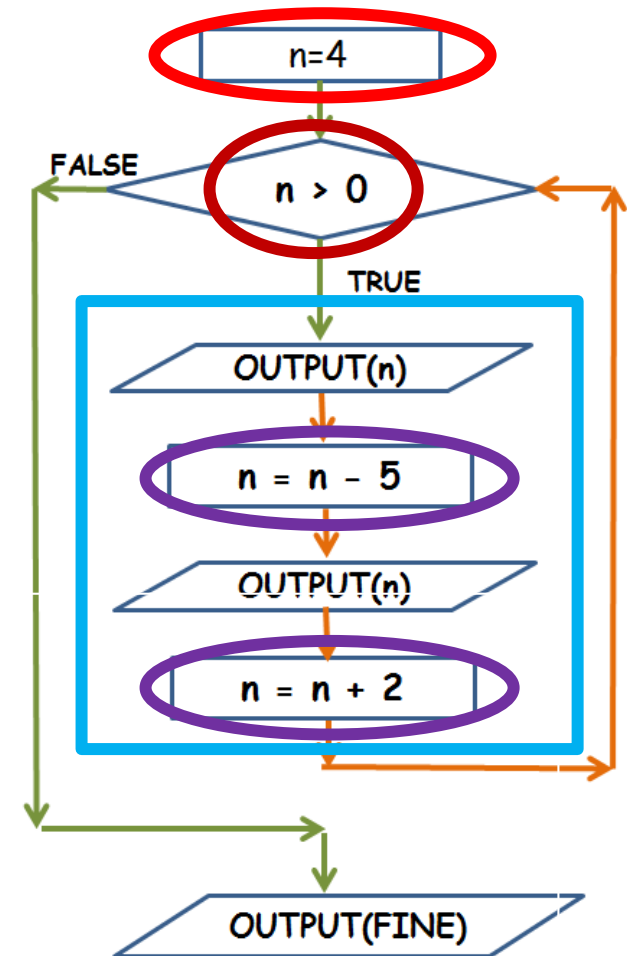 n=4
FALSE
n > 0
TRUE
OUTPUT(n)
n = n - 5
OUTPUT(n)
n = n + 2
OUTPUT(FINE)